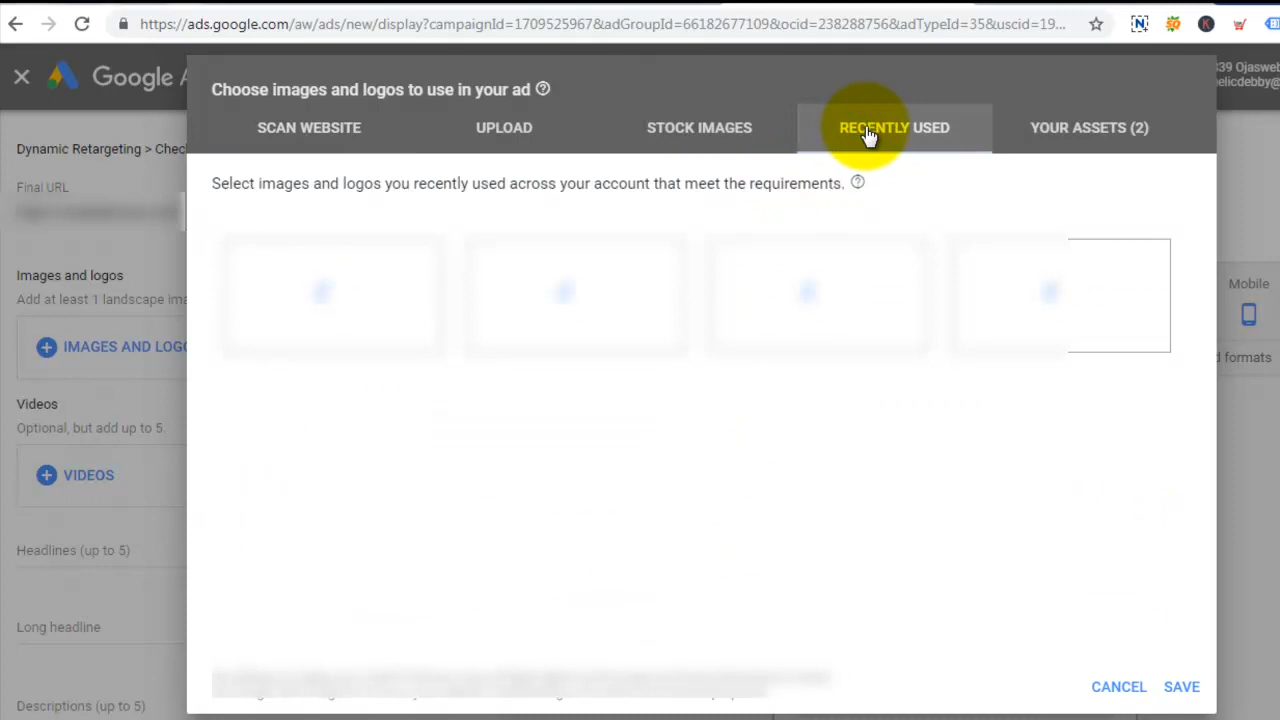 https://ads.google.com/aw/ads/new/display?campaignId=1709525967&adGroupId=66182677109&ocid=238288756&adTypeId=35&uscid=19...
Google A
339 Ojasweb
elicdebby@
Choose images and logos to use in your ad
SCAN WEBSITE
UPLOAD
STOCK IMAGES
RECENTLY USED
YOUR ASSETS (2)
Dynamic Retargeting > Chec
Final URL
Select images and logos you recently used across your account that meet the requirements.
Images and logos
Add at least 1 landscape ima
IMAGES AND LOGO
Mobile
d formats
Videos
Optional, but add up to 5.
VIDEOS
Headlines (up to 5)
Long headline
Descriptions (up to 5)
CANCEL
SAVE